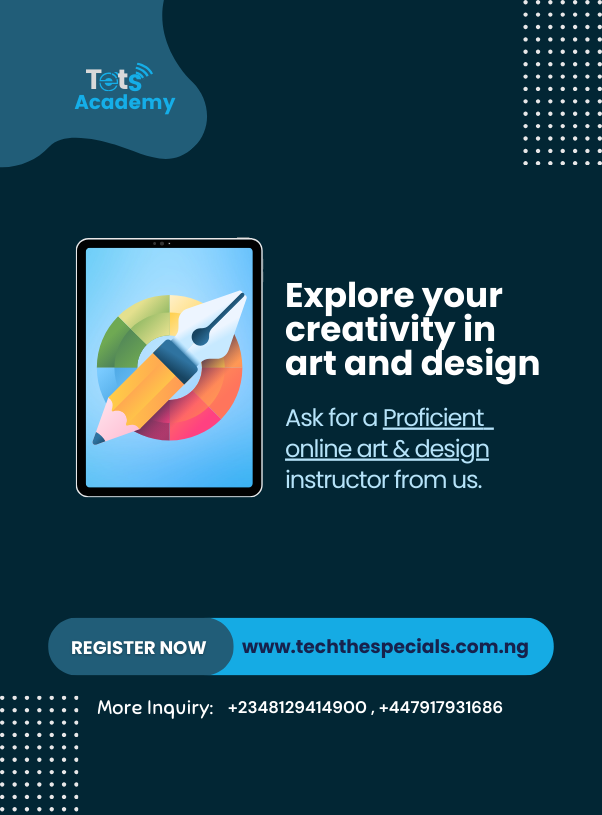 Tets
Academy
Explore your
creativity in
art and design
Ask for a Proficient
online art & design
instructor from us.
REGISTER NOW www.techthespecials.com.ng
More Inquiry: +2348129414900 , +447917931686